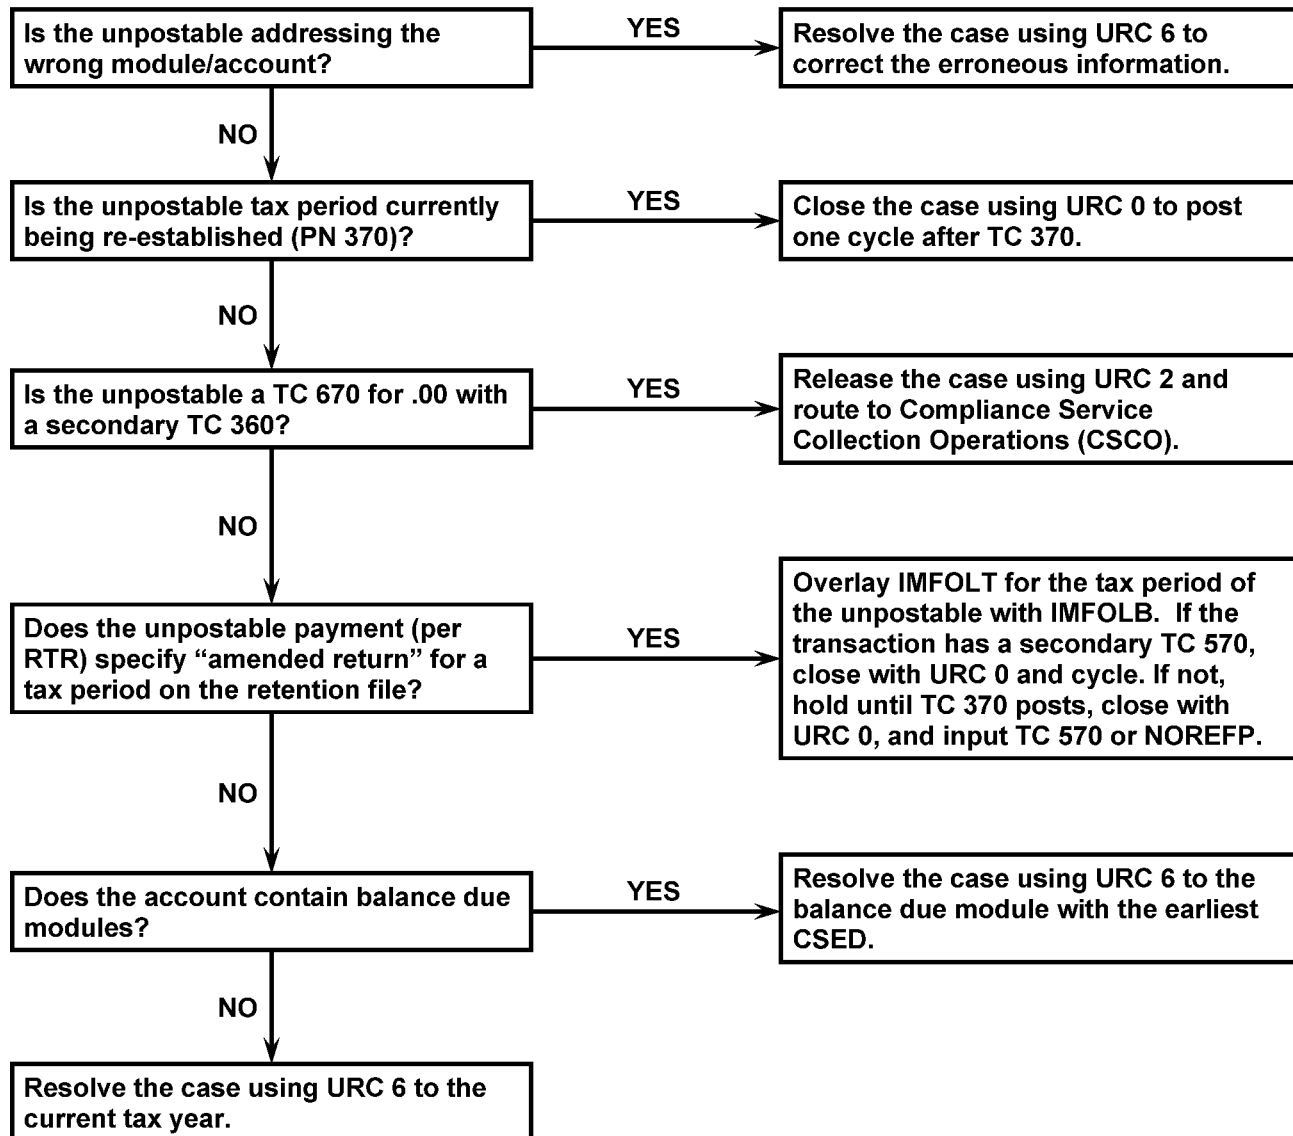 Is the unpostable addressing the
wrong module/account?
YES
Resolve the case using URC 6 to
correct the erroneous information.
NO
Is the unpostable tax period currently
being re-established (PN 370)?
YES
Close the case using URC 0 to post
one cycle after TC 370.
NO
Is the unpostable a TC 670 for .00 with
a secondary TC 360?
YES
Release the case using URC 2 and
route to Compliance Service
Collection Operations (CSCO).
NO
Does the unpostable payment (per
RTR) specify “amended return” for a
tax period on the retention file?
YES
Overlay IMFOLT for the tax period of
the unpostable with IMFOLB.  If the
transaction has a secondary TC 570,
close with URC 0 and cycle. If not,
hold until TC 370 posts, close with
URC 0, and input TC 570 or NOREFP.
NO
Does the account contain balance due
modules?
YES
Resolve the case using URC 6 to the
balance due module with the earliest
CSED.
NO
Resolve the case using URC 6 to the
current tax year.